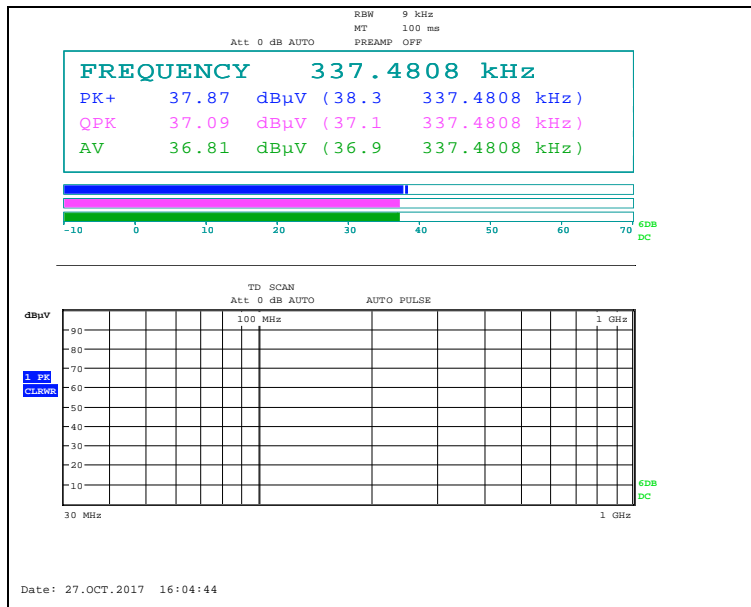 RBW 9 kHz
MT 100 ms
Att 0 dB AUTO PREAMP OFF
FREQUENCY 337.4808 kHz
PK+ 37.87 dBµV (38.3 337.4808 kHz)
QPK 37.09 dBµV (37.1 337.4808 kHz)
AV 36.81 dBµV (36.9 337.4808 kHz)
-10 0 10 20 30 40 50 60 70
6DB
DC
TD SCAN
Att 0 dB AUTO AUTO PULSE
dBµV
100 MHz 1 GHz
90
80
70
1 PK
60
CLRWR
50
40
30
20
10
6DB
DC
30 MHz 1 GHz
Date: 27.OCT.2017 16:04:44